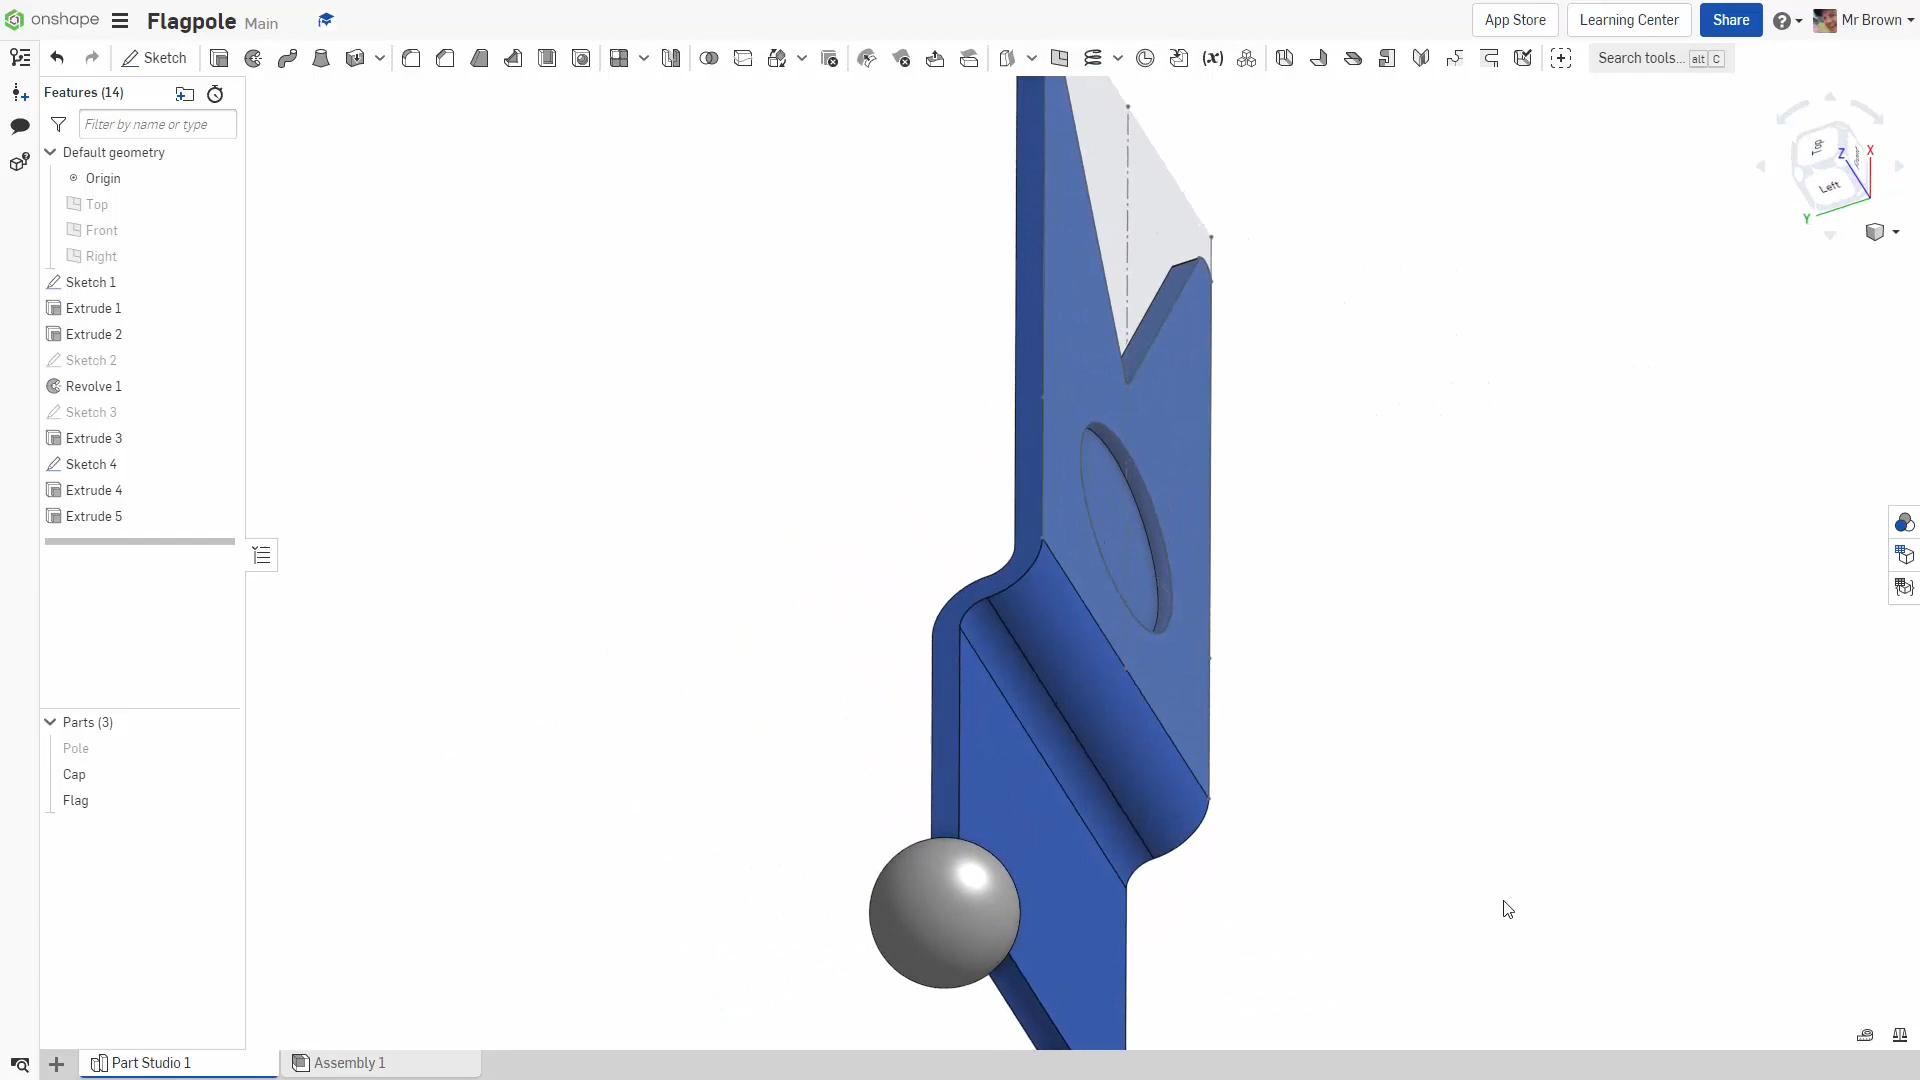 onshape
Flagpole Main
App Store
Learning Center
Share
Mr Brown
Sketch
Search tools... alt C
Features (14)
Filter by name or type
Default geometry
Origin
Top
Front
Right
Sketch 1
Extrude 1
Extrude 2
Sketch 2
Revolve 1
Sketch 3
Extrude 3
Sketch 4
Extrude 4
Extrude 5
Parts (3)
Pole
Cap
Flag
Top
Left
Z
X
Y
(x)
Part Studio 1
Assembly 1